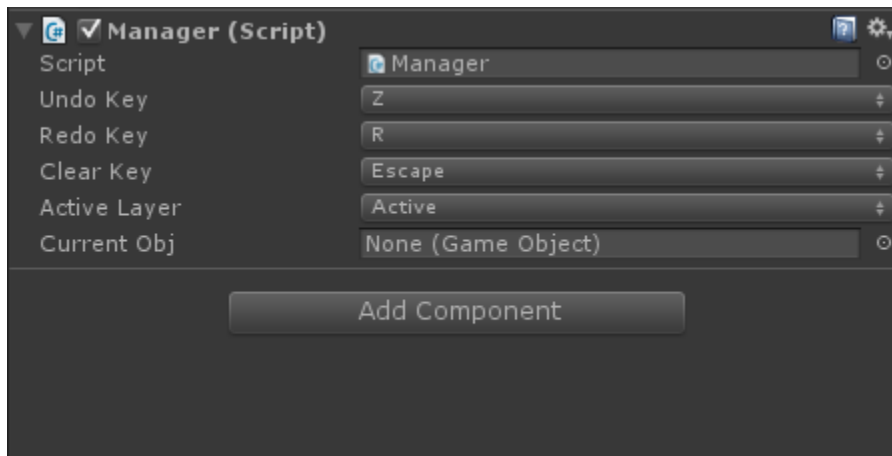 Manager (Script)
Script Manager
Undo Key Z
Redo Key R
Clear Key Escape
Active Layer Active
Current Obj None (Game Object)
Add Component